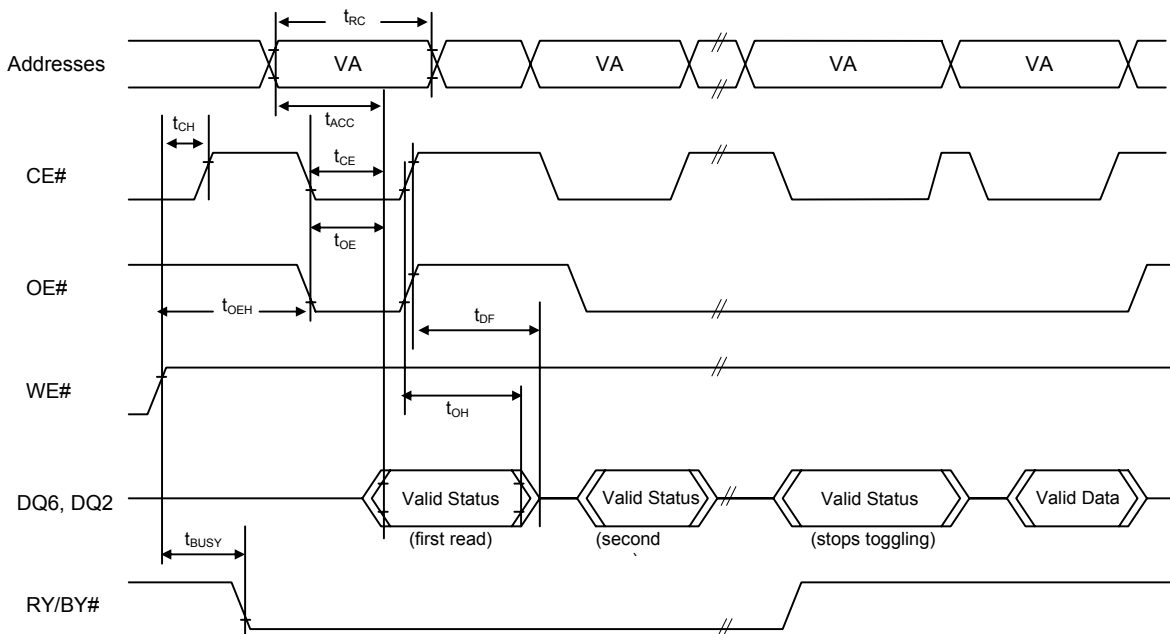 tRC
Addresses
VA
VA
VA
VA
tACC
tCH
tCE
CE#
tOE
OE#
tOEH
tDF
WE#
tOH
DQ6, DQ2
Valid Status
Valid Status
Valid Status
Valid Data
(first read)
(second
(stops toggling)
tBUSY
RY/BY#